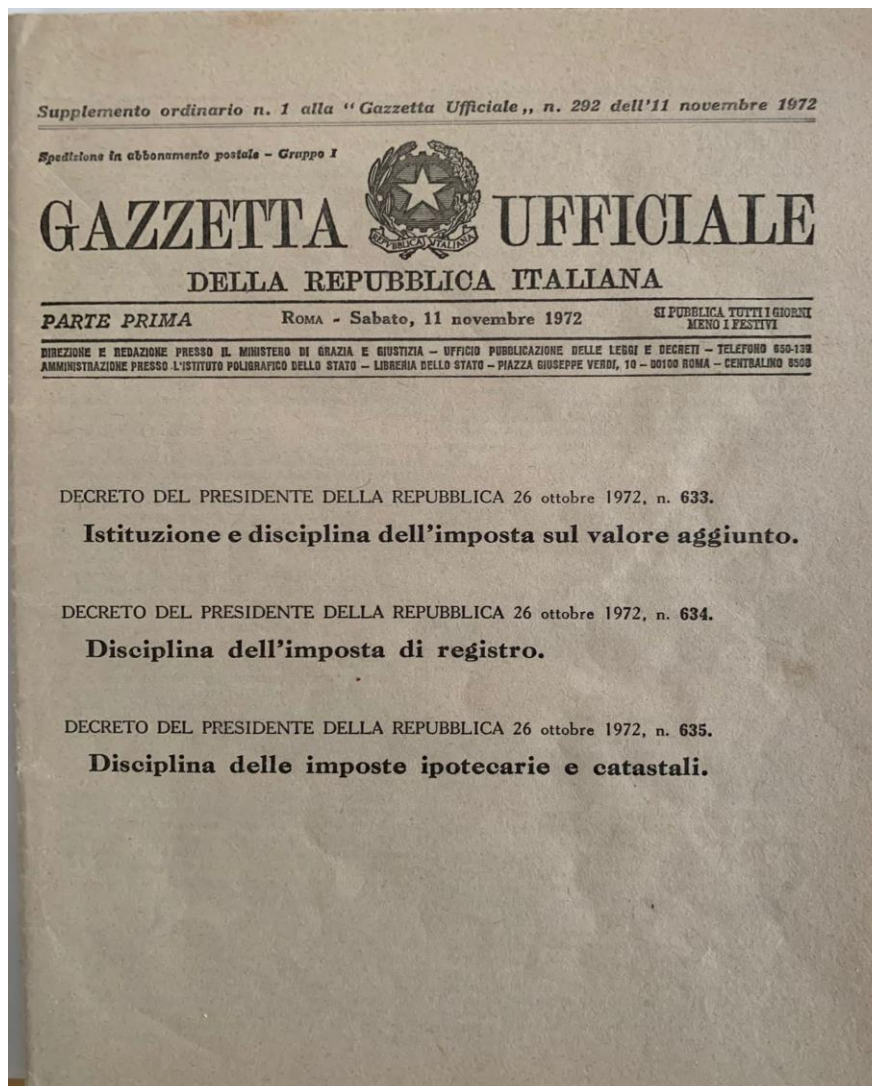 Supplemento ordinario n. 1 alla “Gazzetta Ufficiale„ n. 292 dell'11 novembre 1972
Spedizione in abbonamento postale - Gruppo I
GAZZETTA UFFICIALE
REPUBBLICA ITALIANA
DELLA REPUBBLICA ITALIANA
PARTE PRIMA
ROMA - Sabato, 11 novembre 1972
SI PUBBLICA TUTTI I GIORNI
MENO I FESTIVI
DIREZIONE E REDAZIONE PRESSO IL MINISTERO DI GRAZIA E GIUSTIZIA — UFFICIO PUBBLICAZIONE DELLE LEGGI E DECRETI — TELEFONO 650-139
AMMINISTRAZIONE PRESSO L'ISTITUTO POLIGRAFICO DELLO STATO — LIBRERIA DELLO STATO — PIAZZA GIUSEPPE VERDI, 10 — 00100 ROMA — CENTRALINO 8508
DECRETO DEL PRESIDENTE DELLA REPUBBLICA 26 ottobre 1972, n. 633.
Istituzione e disciplina dell'imposta sul valore aggiunto.
DECRETO DEL PRESIDENTE DELLA REPUBBLICA 26 ottobre 1972, n. 634.
Disciplina dell'imposta di registro.
DECRETO DEL PRESIDENTE DELLA REPUBBLICA 26 ottobre 1972, n. 635.
Disciplina delle imposte ipotecarie e catastali.